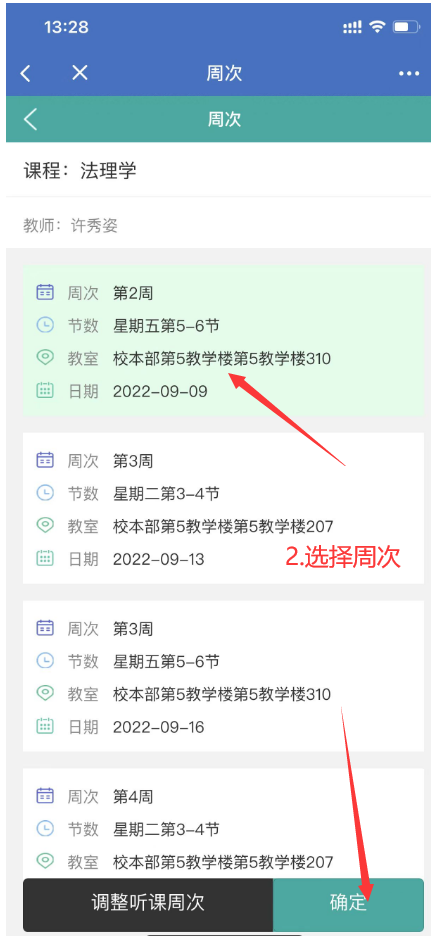 13:28
周次
周次
课程：法理学
教师：许秀姿
周次 第2周
节数 星期五第5-6节
教室 校本部第5教学楼第5教学楼310
日期 2022-09-09
周次 第3周
节数 星期二第3-4节
教室 校本部第5教学楼第5教学楼207
日期 2022-09-13
2.选择周次
周次 第3周
节数 星期五第5-6节
教室 校本部第5教学楼第5教学楼310
日期 2022-09-16
周次 第4周
节数 星期二第3-4节
教室 校本部第5教学楼第5教学楼207
调整听课周次 确定